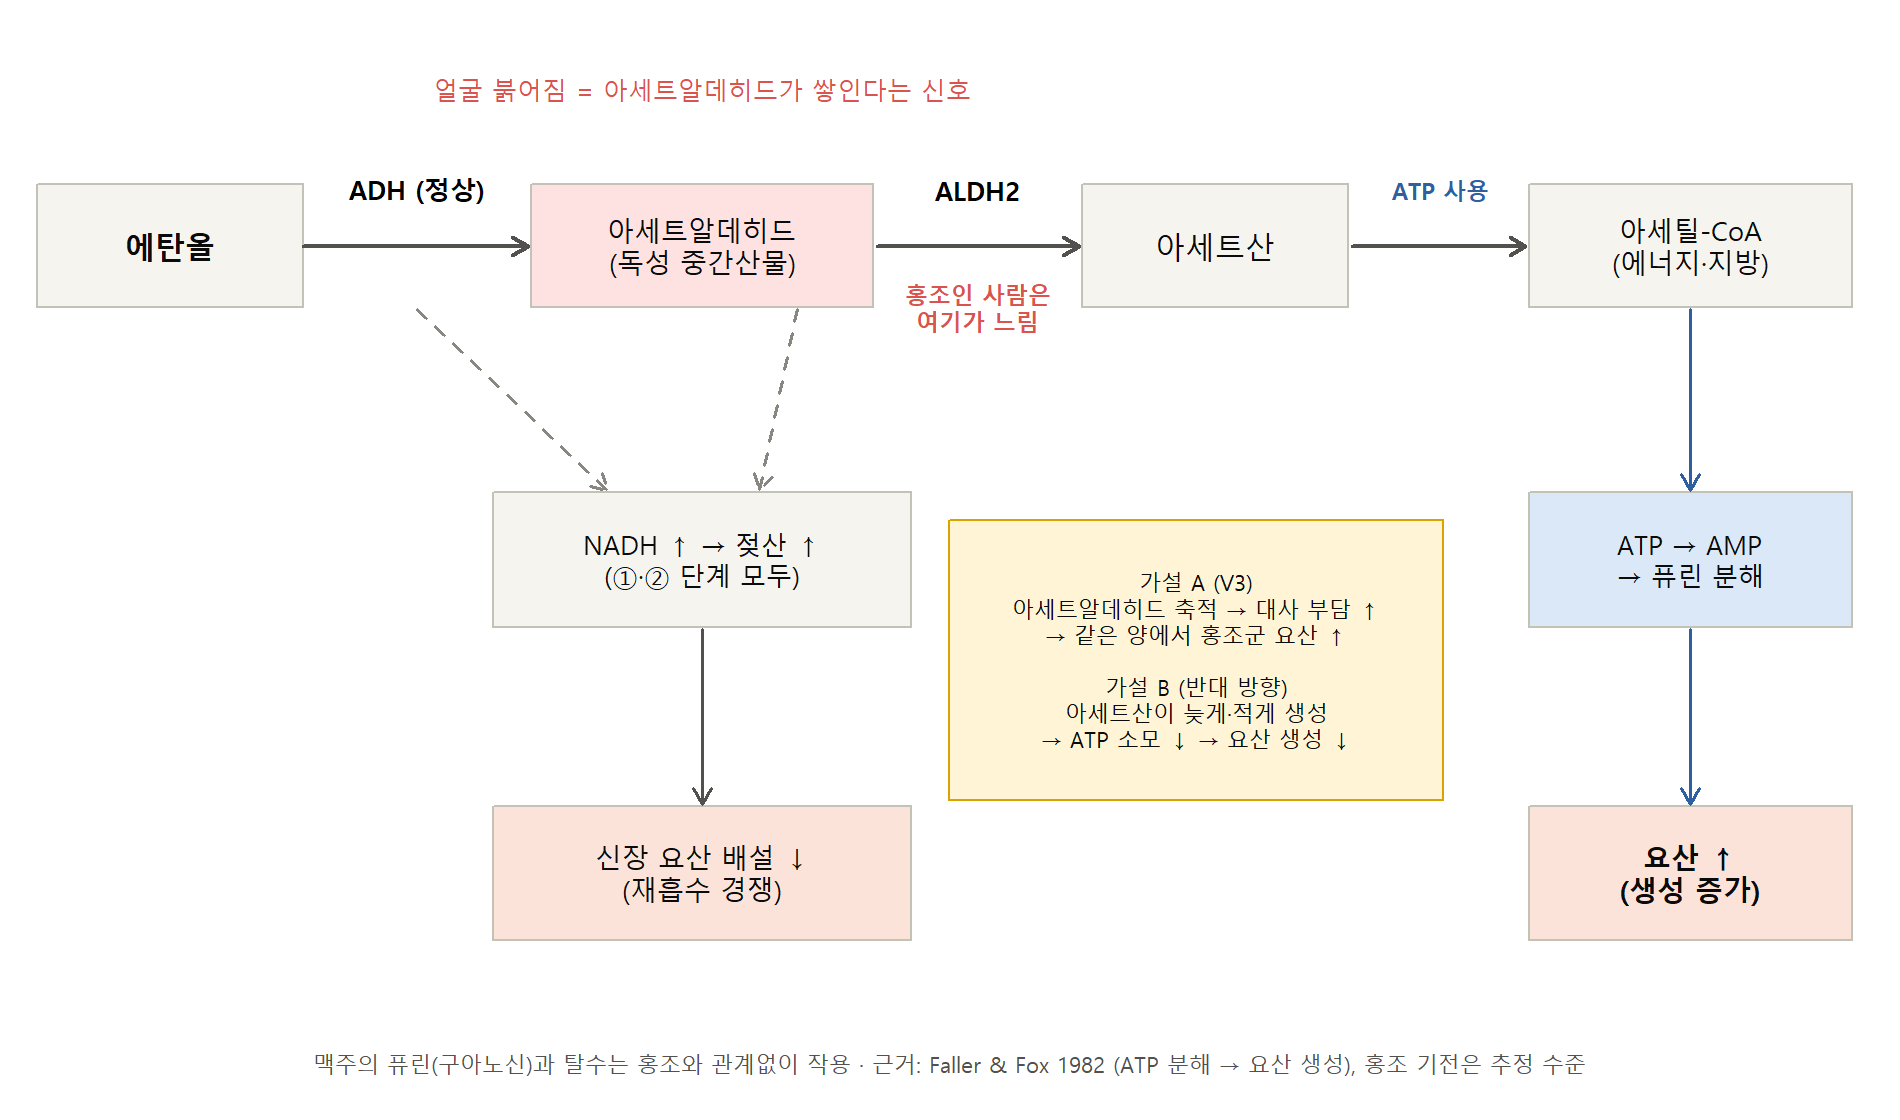 얼굴 붉어짐 = 아세트알데히드가 쌓인다는 신호
에탄올
ADH (정상)
아세트알데히드
(독성 중간산물)
ALDH2
홍조인 사람은
여기가 느림
아세트산
ATP 사용
아세틸-CoA
(에너지·지방)
NADH ↑ → 젖산 ↑
(①·② 단계 모두)
가설 A (V3)
아세트알데히드 축적 → 대사 부담 ↑
→ 같은 양에서 홍조군 요산 ↑
가설 B (반대 방향)
아세트산이 늦게·적게 생성
→ ATP 소모 ↓ → 요산 생성 ↓
ATP → AMP
→ 퓨린 분해
신장 요산 배설 ↓
(재흡수 경쟁)
요산 ↑
(생성 증가)
맥주의 퓨린(구아노신)과 탈수는 홍조와 관계없이 작용 · 근거: Faller & Fox 1982 (ATP 분해 → 요산 생성), 홍조 기전은 추정 수준